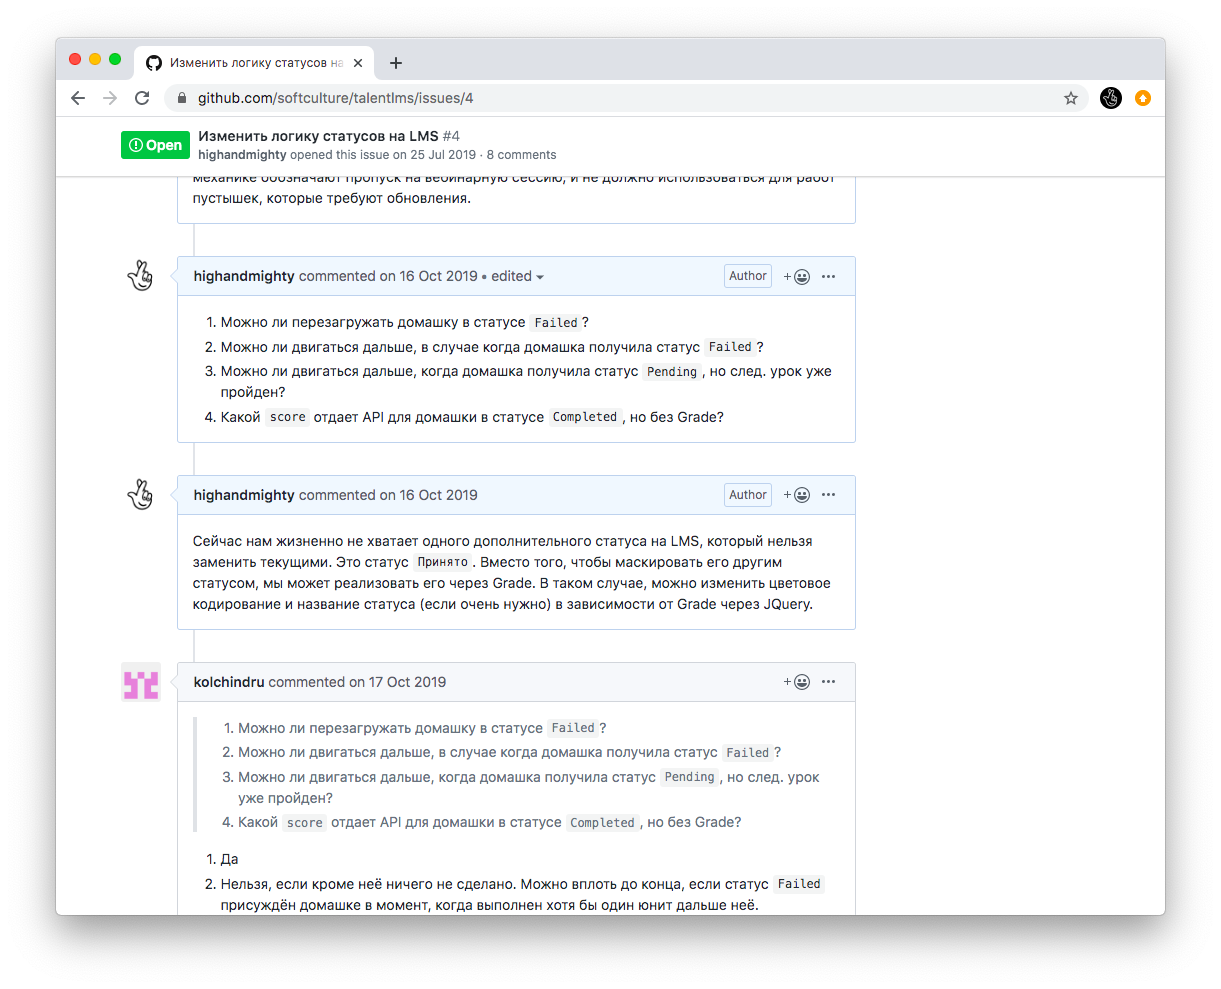 Изменить логику статусов на
github.com/softculture/talentlms/issues/4
Open
Изменить логику статусов на LMS #4
highandmighty opened this issue on 25 Jul 2019 · 8 comments
механике обозначают пропуск на вебинарную сессию, и не должно использоваться для работ
пустышек, которые требуют обновления.
highandmighty commented on 16 Oct 2019 • edited
Author
1. Можно ли перезагружать домашку в статусе Failed?
2. Можно ли двигаться дальше, в случае когда домашка получила статус Failed?
3. Можно ли двигаться дальше, когда домашка получила статус Pending, но след. урок уже
пройден?
4. Какой score отдает API для домашки в статусе Completed, но без Grade?
highandmighty commented on 16 Oct 2019
Author
Сейчас нам жизненно не хватает одного дополнительного статуса на LMS, который нельзя
заменить текущими. Это статус Принято. Вместо того, чтобы маскировать его другим
статусом, мы может реализовать его через Grade. В таком случае, можно изменить цветовое
кодирование и название статуса (если очень нужно) в зависимости от Grade через JQuery.
kolchindru commented on 17 Oct 2019
1. Можно ли перезагружать домашку в статусе Failed?
2. Можно ли двигаться дальше, в случае когда домашка получила статус Failed?
3. Можно ли двигаться дальше, когда домашка получила статус Pending, но след. урок
уже пройден?
4. Какой score отдает API для домашки в статусе Completed, но без Grade?
1. Да
2. Нельзя, если кроме неё ничего не сделано. Можно вплоть до конца, если статус Failed
присуждён домашке в момент, когда выполнен хотя бы один юнит дальше неё.